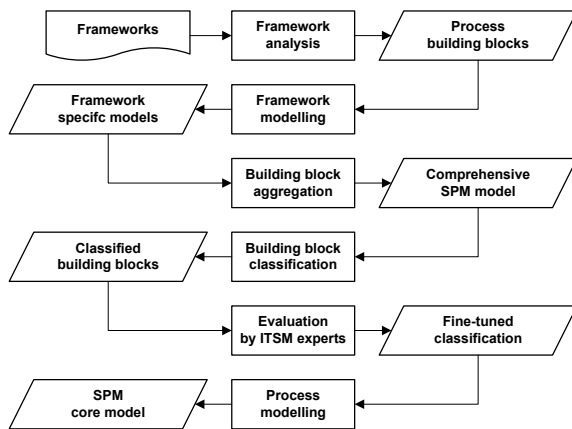 Frameworks
Framework
analysis
Process
building blocks
Framework
specifc models
Framework
modelling
Building block
aggregation
Comprehensive
SPM model
Classified
building blocks
Building block
classification
Evaluation
by ITSM experts
Fine-tuned
classification
SPM
core model
Process
modelling